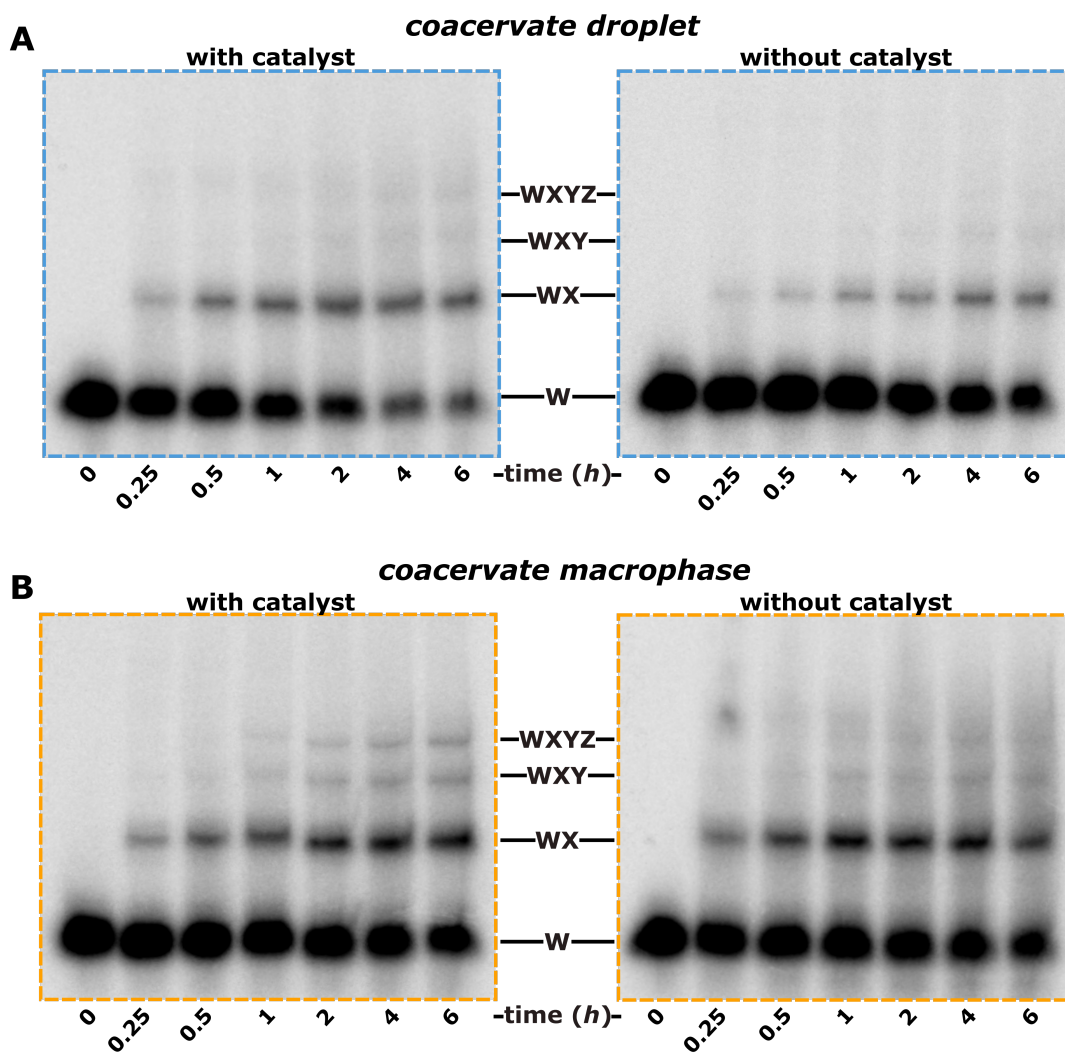 A
coacervate droplet
with catalyst
without catalyst
WXYZ
WXY
WX
W
0 0.25 0.5 1 2 4 6
time (h)
0 0.25 0.5 1 2 4 6
B
coacervate macrophase
with catalyst
without catalyst
WXYZ
WXY
WX
W
0 0.25 0.5 1 2 4 6
time (h)
0 0.25 0.5 1 2 4 6